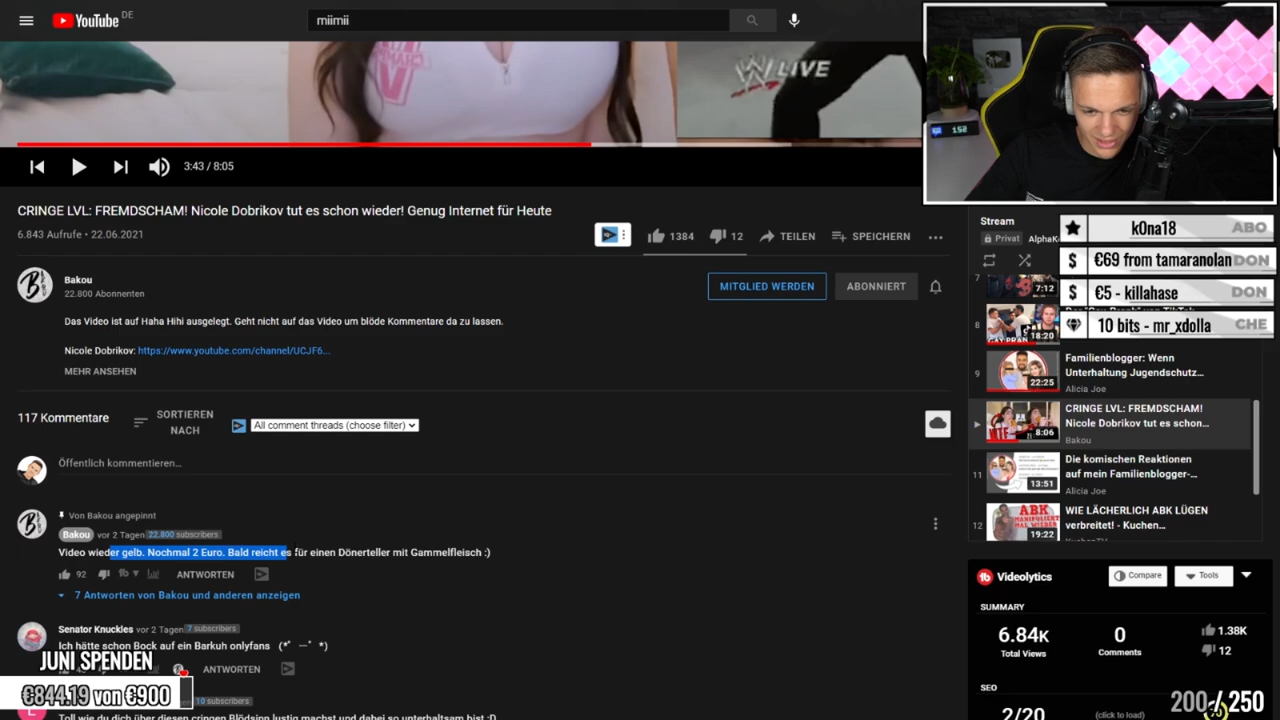 YouTube DE
miimii
LIVE
3:43 / 8:05
CRINGE LVL: FREMDSCHAM! Nicole Dobrikov tut es schon wieder! Genug Internet für Heute
6.843 Aufrufe • 22.06.2021
1384
12
TEILEN
SPEICHERN
Bakou
22.800 Abonnenten
MITGLIED WERDEN
ABONNIERT
Das Video ist auf Haha Hihi ausgelegt. Geht nicht auf das Video um blöde Kommentare da zu lassen.
Nicole Dobrikov: https://www.youtube.com/channel/UCJF6...
MEHR ANSEHEN
117 Kommentare
SORTIEREN NACH
All comment threads (choose filter)
Öffentlich kommentieren...
Von Bakou angepinnt
Bakou vor 2 Tagen 22.800 subscribers
Video wieder gelb. Nochmal 2 Euro. Bald reicht es für einen Dönerteller mit Gammelfleisch :)
92
ANTWORTEN
7 Antworten von Bakou und anderen anzeigen
Senator Knuckles vor 2 Tagen 7 subscribers
Ich hätte schon Bock auf ein Barkuh onlyfans
ANTWORTEN
10 subscribers
Toll wie du dich über diesen cringen Blödsinn lustig machst und dabei so unterhaltsam bist :D
JUNI SPENDEN
€844.19 von €900
Stream
Privat
k0na18 ABO
€69 from tamaranolan DON
€5 - killahase DON
10 bits - mr_xdolla CHE
7
7:12
8
18:20
9
22:25
Familienblogger: Wenn
Unterhaltung Jugendschutz...
Alicia Joe
8:06
CRINGE LVL: FREMDSCHAM!
Nicole Dobrikov tut es schon...
Bakou
11
13:51
Die komischen Reaktionen
auf mein Familienblogger-...
Alicia Joe
12
19:22
WIE LÄCHERLICH ABK LÜGEN
verbreitet! - Kuchen...
KuchenTV
Videolytics
Compare
Tools
SUMMARY
6.84K
Total Views
0
Comments
1.38K
12
SEO
2/20
(click to load)
200 / 250